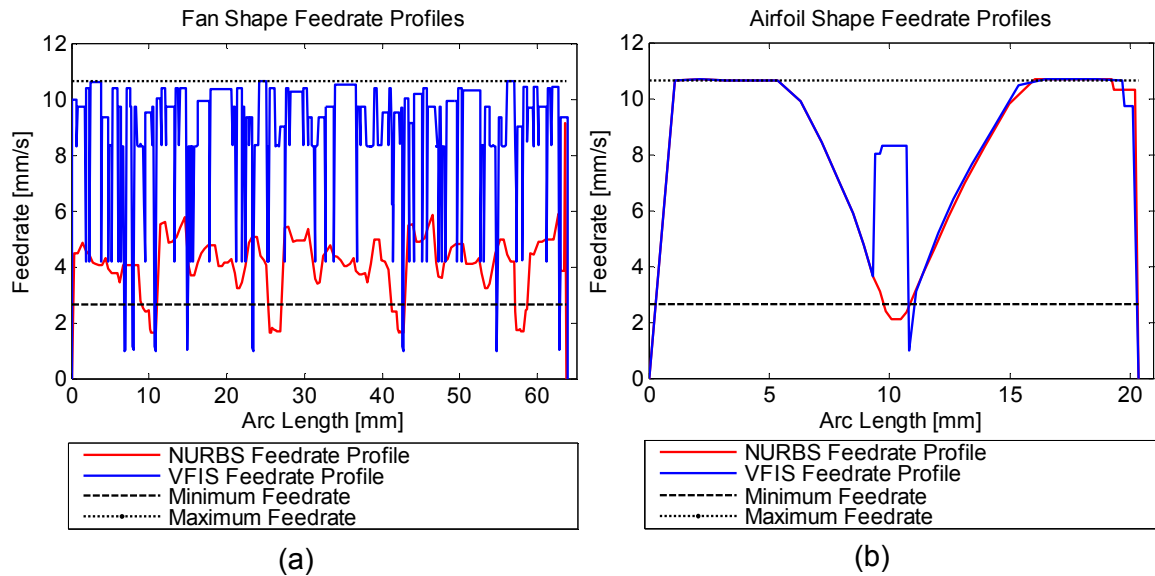 Fan Shape Feedrate Profiles
12
10
8
6
4
2
0
Feedrate [mm/s]
0 10 20 30 40 50 60
Arc Length [mm]
NURBS Feedrate Profile
VFIS Feedrate Profile
Minimum Feedrate
Maximum Feedrate
(a)
Airfoil Shape Feedrate Profiles
12
10
8
6
4
2
0
Feedrate [mm/s]
0 5 10 15 20
Arc Length [mm]
NURBS Feedrate Profile
VFIS Feedrate Profile
Minimum Feedrate
Maximum Feedrate
(b)